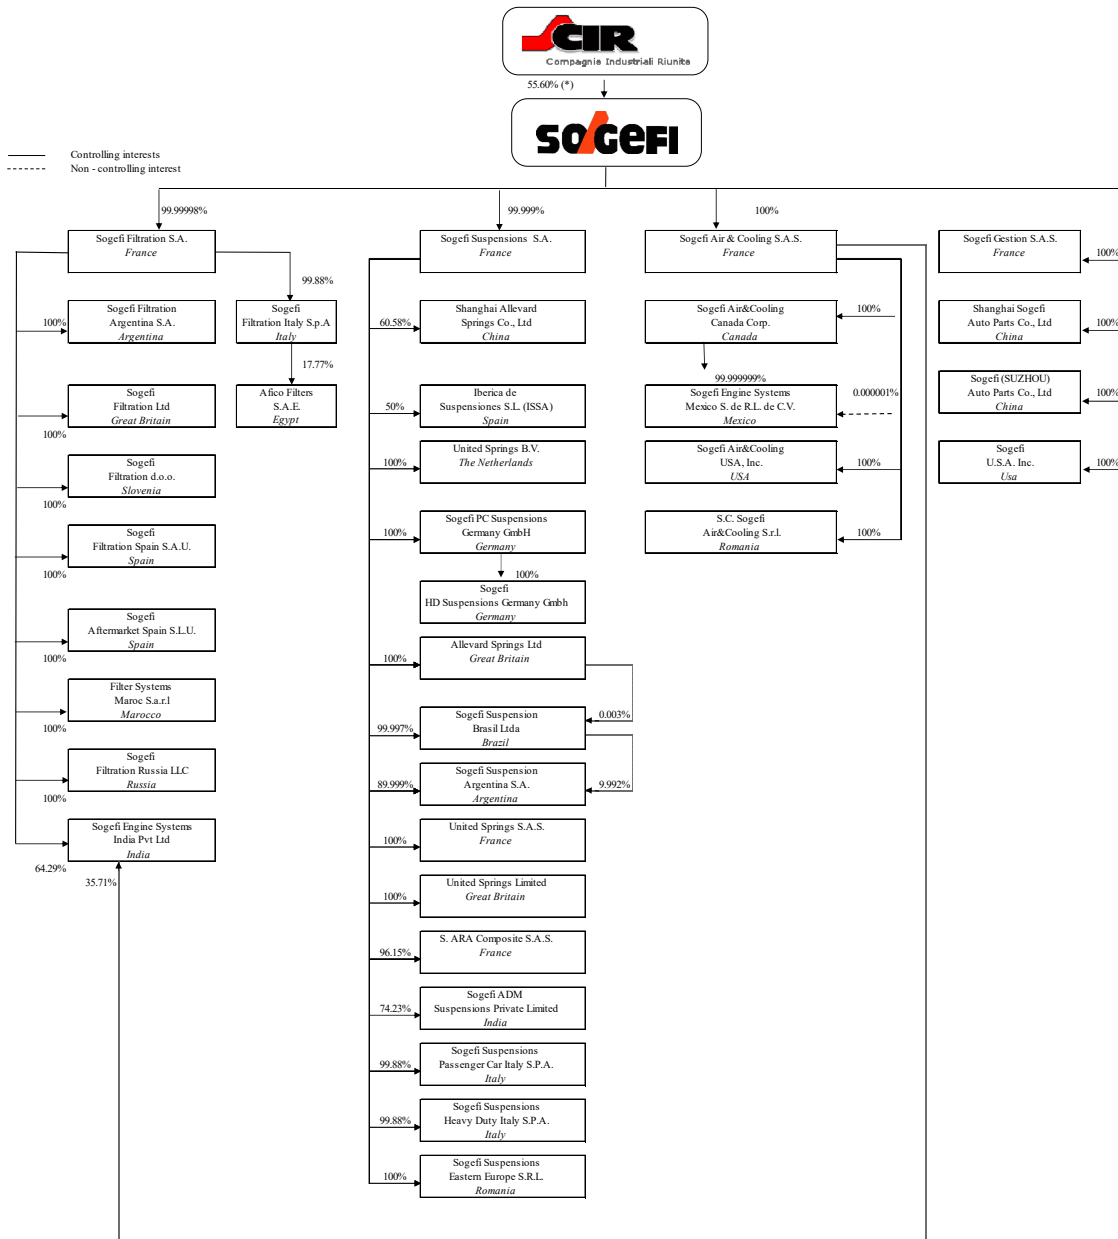 CIR
Compagnia Industriali Riunite
55.60% (*)
SOGEFI
Controlling interests
Non - controlling interest
99.99998%
99.999%
100%
Sogefi Filtration S.A.
France
99.88%
100%
Sogefi Filtration
Argentina S.A.
Argentina
Sogefi
Filtration Italy S.p.A
Italy
17.77%
Afico Filters
S.A.E.
Egypt
Sogefi
Filtration Ltd
Great Britain
100%
Sogefi
Filtration d.o.o.
Slovenia
100%
Sogefi
Filtration Spain S.A.U.
Spain
100%
Sogefi
Aftermarket Spain S.L.U.
Spain
100%
Filter Systems
Maroc S.a.r.l
Marocco
100%
Sogefi
Filtration Russia LLC
Russia
100%
Sogefi Engine Systems
India Pvt Ltd
India
64.29%
35.71%
Sogefi Suspensions S.A.
France
60.58%
Shanghai Allevard
Springs Co., Ltd
China
50%
Iberica de
Suspensiones S.L. (ISSA)
Spain
100%
United Springs B.V.
The Netherlands
100%
Sogefi PC Suspensions
Germany GmbH
Germany
100%
Sogefi
HD Suspensions Germany Gmbh
Germany
100%
Allevard Springs Ltd
Great Britain
0.003%
99.997%
Sogefi Suspension
Brasil Ltda
Brazil
89.999%
Sogefi Suspension
Argentina S.A.
Argentina
9.992%
100%
United Springs S.A.S.
France
100%
United Springs Limited
Great Britain
96.15%
S. ARA Composite S.A.S.
France
74.23%
Sogefi ADM
Suspensions Private Limited
India
99.88%
Sogefi Suspensions
Passenger Car Italy S.P.A.
Italy
99.88%
Sogefi Suspensions
Heavy Duty Italy S.P.A.
Italy
100%
Sogefi Suspensions
Eastern Europe S.R.L.
Romania
Sogefi Air & Cooling S.A.S.
France
Sogefi Air&Cooling
Canada Corp.
Canada
100%
99.999999%
Sogefi Engine Systems
Mexico S. de R.L. de C.V.
Mexico
0.000001%
Sogefi Air&Cooling
USA, Inc.
USA
100%
S.C. Sogefi
Air&Cooling S.r.l.
Romania
100%
Sogefi Gestion S.A.S.
France
100%
Shanghai Sogefi
Auto Parts Co., Ltd
China
100%
Sogefi (SUZHOU)
Auto Parts Co., Ltd
China
100%
Sogefi
U.S.A. Inc.
Usa
100%